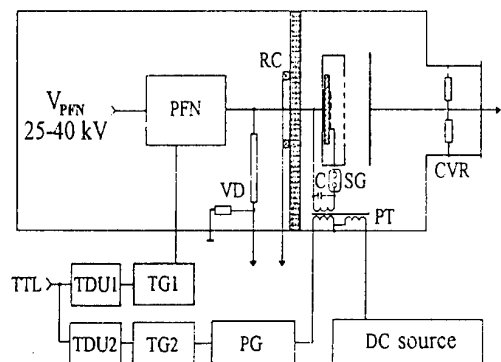 RC
V_PFN
25-40 kV
PFN
CVR
C
SG
VD
PT
TTL
TDU1
TG1
TDU2
TG2
PG
DC source